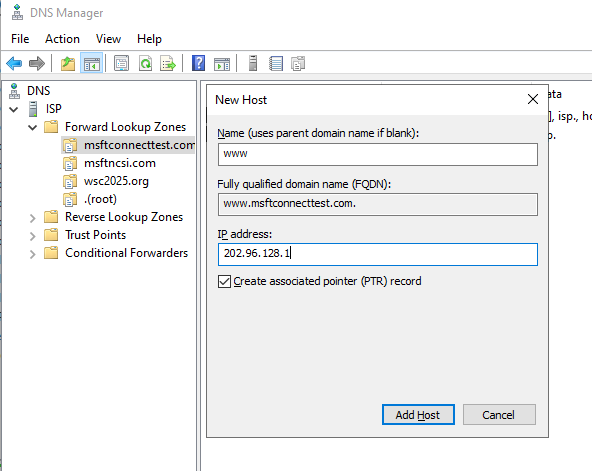 DNS Manager
File Action View Help
DNS
ISP
Forward Lookup Zones
msftconnecttest.com
msftncsi.com
wsc2025.org
.(root)
Reverse Lookup Zones
Trust Points
Conditional Forwarders
New Host
Name (uses parent domain name if blank):
www
Fully qualified domain name (FQDN):
www.msftconnecttest.com.
IP address:
202.96.128.1
Create associated pointer (PTR) record
Add Host Cancel
ata
], isp., ho
p.